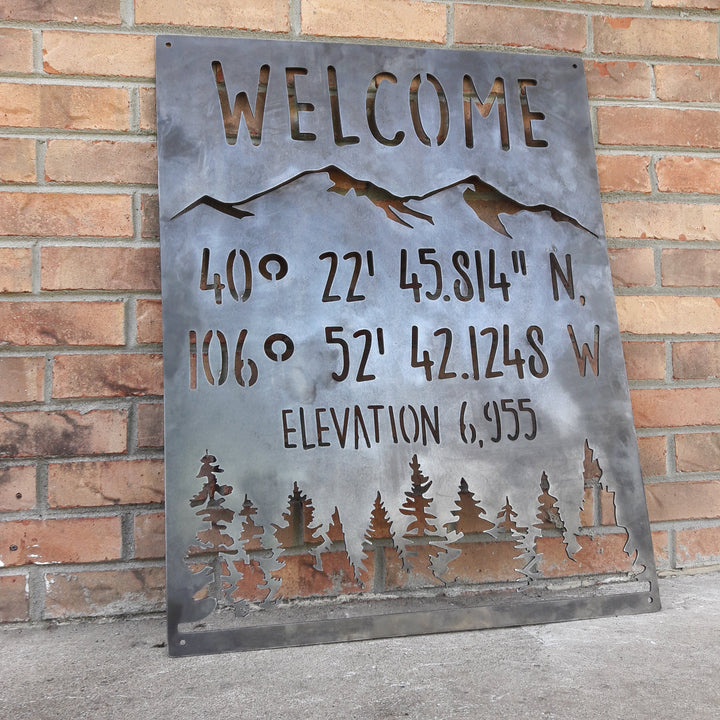 WELCOME
40° 22' 45.814" N,
106° 52' 42.1248 W
ELEVATION 6,955